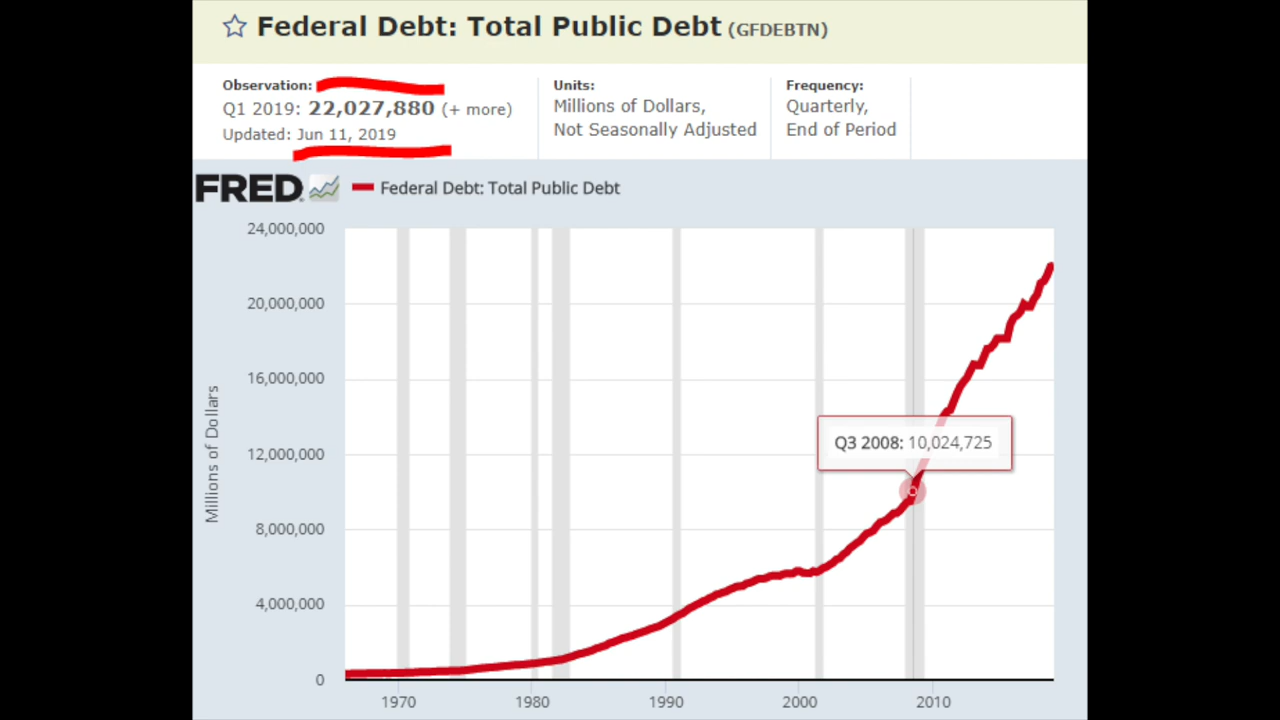 Federal Debt: Total Public Debt (GFDEBTN)
Observation:
Q1 2019: 22,027,880 (+ more)
Updated: Jun 11, 2019
Units:
Millions of Dollars,
Not Seasonally Adjusted
Frequency:
Quarterly,
End of Period
FRED
Federal Debt: Total Public Debt
Millions of Dollars
24,000,000
20,000,000
16,000,000
12,000,000
8,000,000
4,000,000
0
Q3 2008: 10,024,725
1970 1980 1990 2000 2010